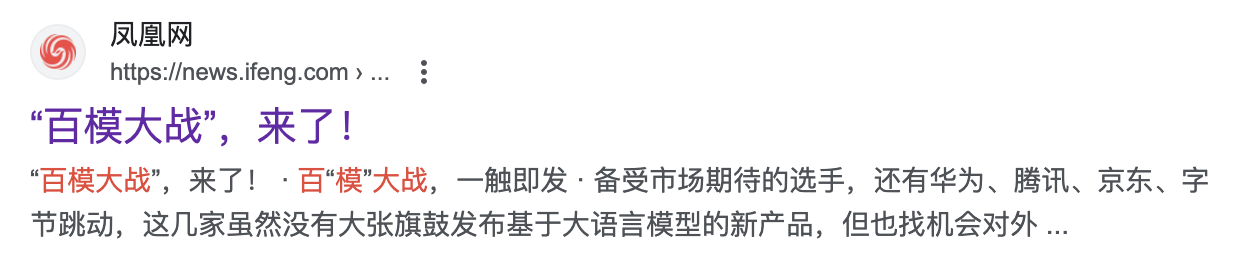 凤凰网
https://news.ifeng.com › ...
“百模大战”，来了！
“百模大战”，来了！ · 百“模”大战，一触即发 · 备受市场期待的选手，还有华为、腾讯、京东、字
节跳动，这几家虽然没有大张旗鼓发布基于大语言模型的新产品，但也找机会对外 ...